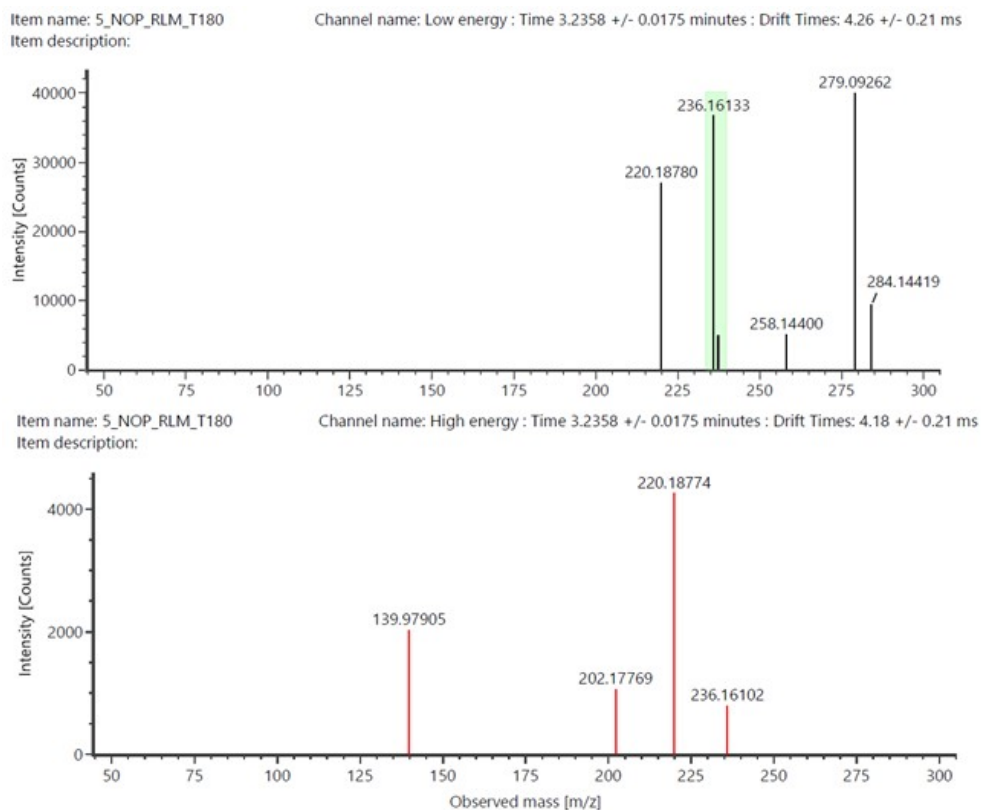 Item name: 5_NOP_RLM_T180 Channel name: Low energy : Time 3.2358 +/- 0.0175 minutes : Drift Times: 4.26 +/- 0.21 ms
Item description:
Intensity [Counts]
40000
30000
20000
10000
0
279.09262
236.16133
220.18780
284.14419
258.14400
50 75 100 125 150 175 200 225 250 275 300
Item name: 5_NOP_RLM_T180 Channel name: High energy : Time 3.2358 +/- 0.0175 minutes : Drift Times: 4.18 +/- 0.21 ms
Item description:
Intensity [Counts]
4000
2000
0
220.18774
139.97905
202.17769
236.16102
50 75 100 125 150 175 200 225 250 275 300
Observed mass [m/z]